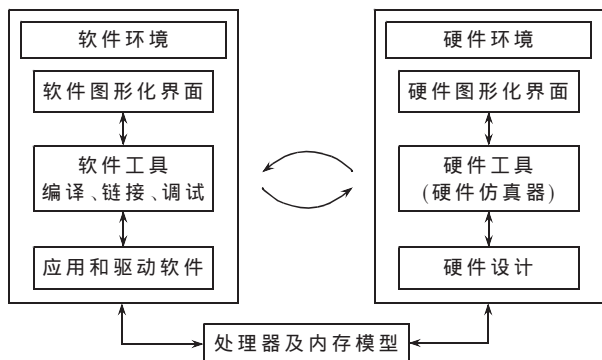 软件环境
软件图形化界面
软件工具
编译、链接、调试
应用和驱动软件
硬件环境
硬件图形化界面
硬件工具
(硬件仿真器)
硬件设计
处理器及内存模型